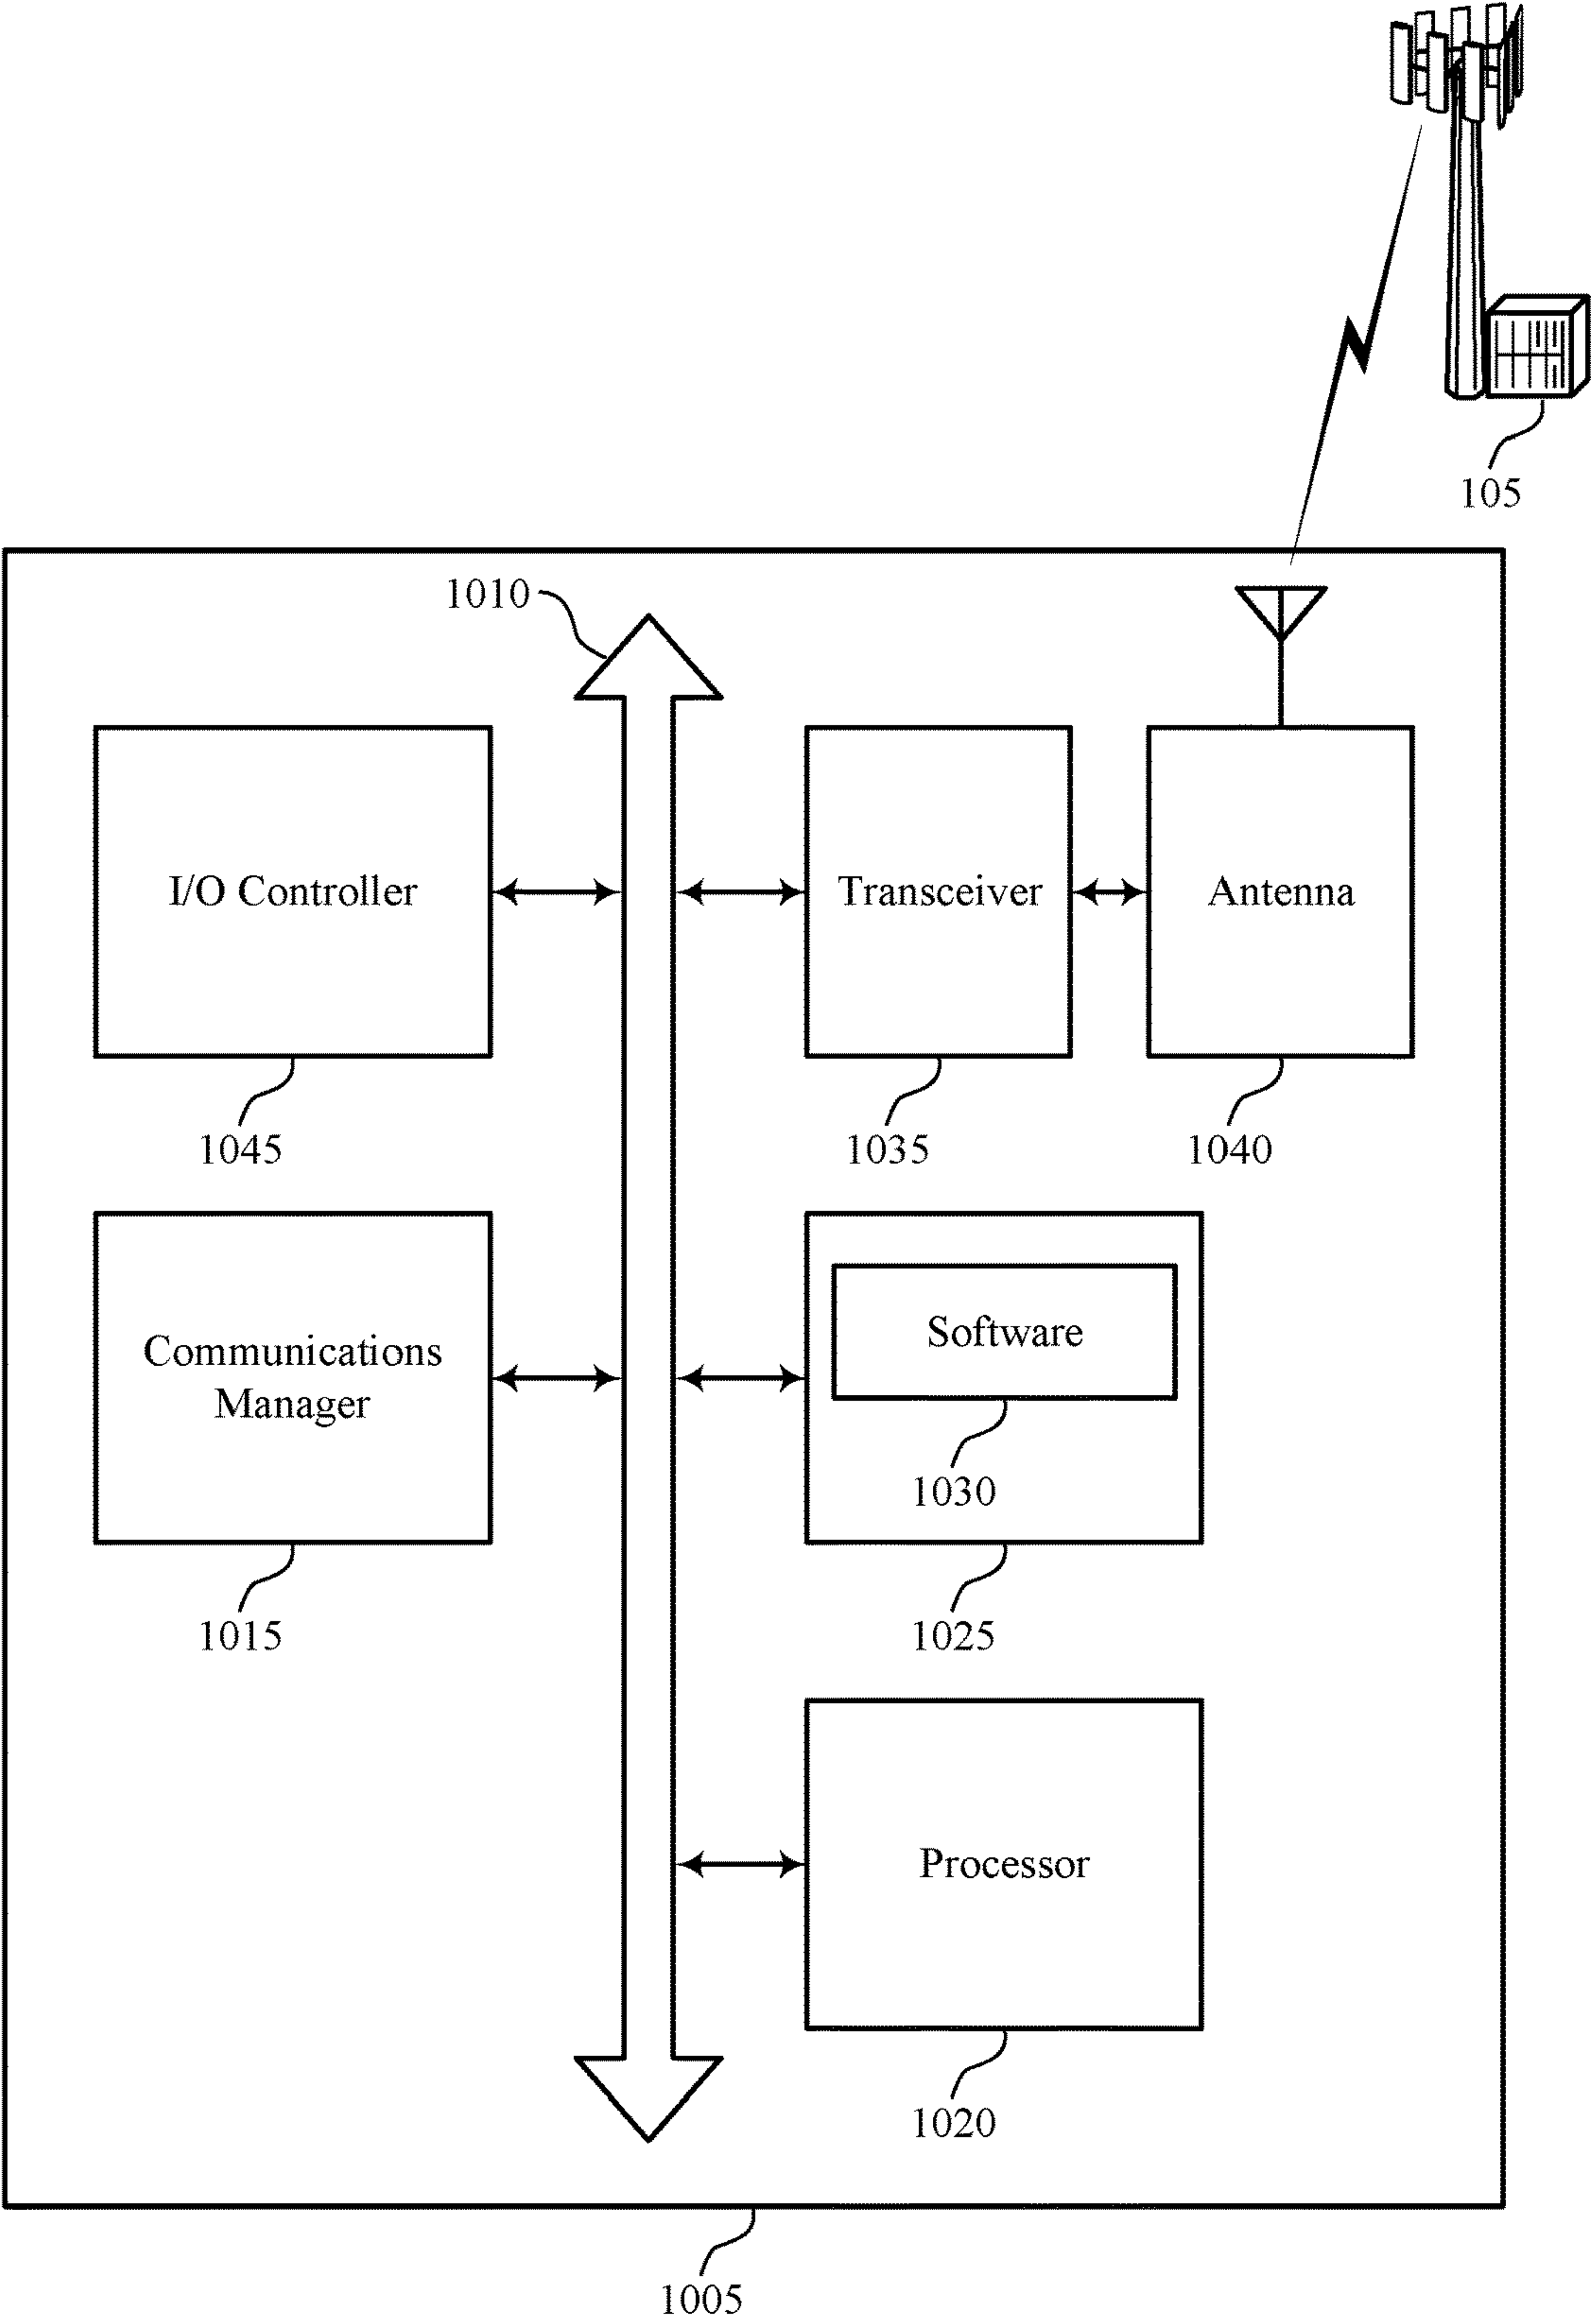 105
1010
I/O Controller
Transceiver
Antenna
1045
1035
1040
Communications
Manager
Software
1030
1015
1025
Processor
1020
1005